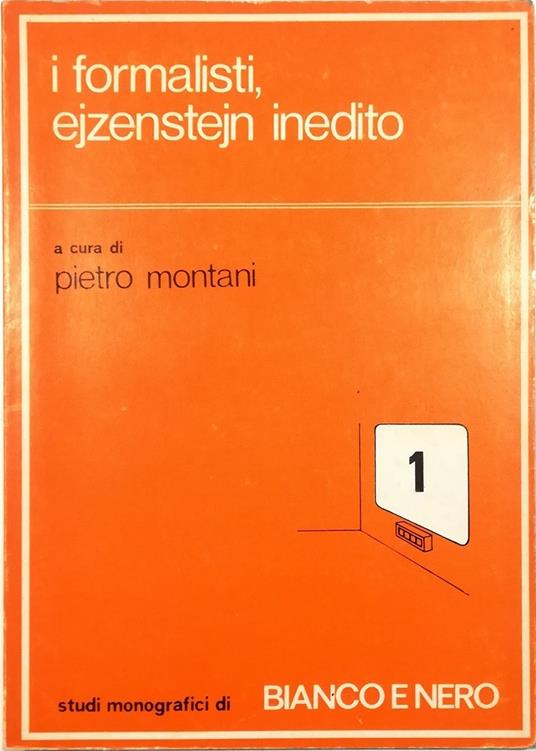 i formalisti,
ejzenstejn inedito
a cura di
pietro montani
1
studi monografici di BIANCO E NERO